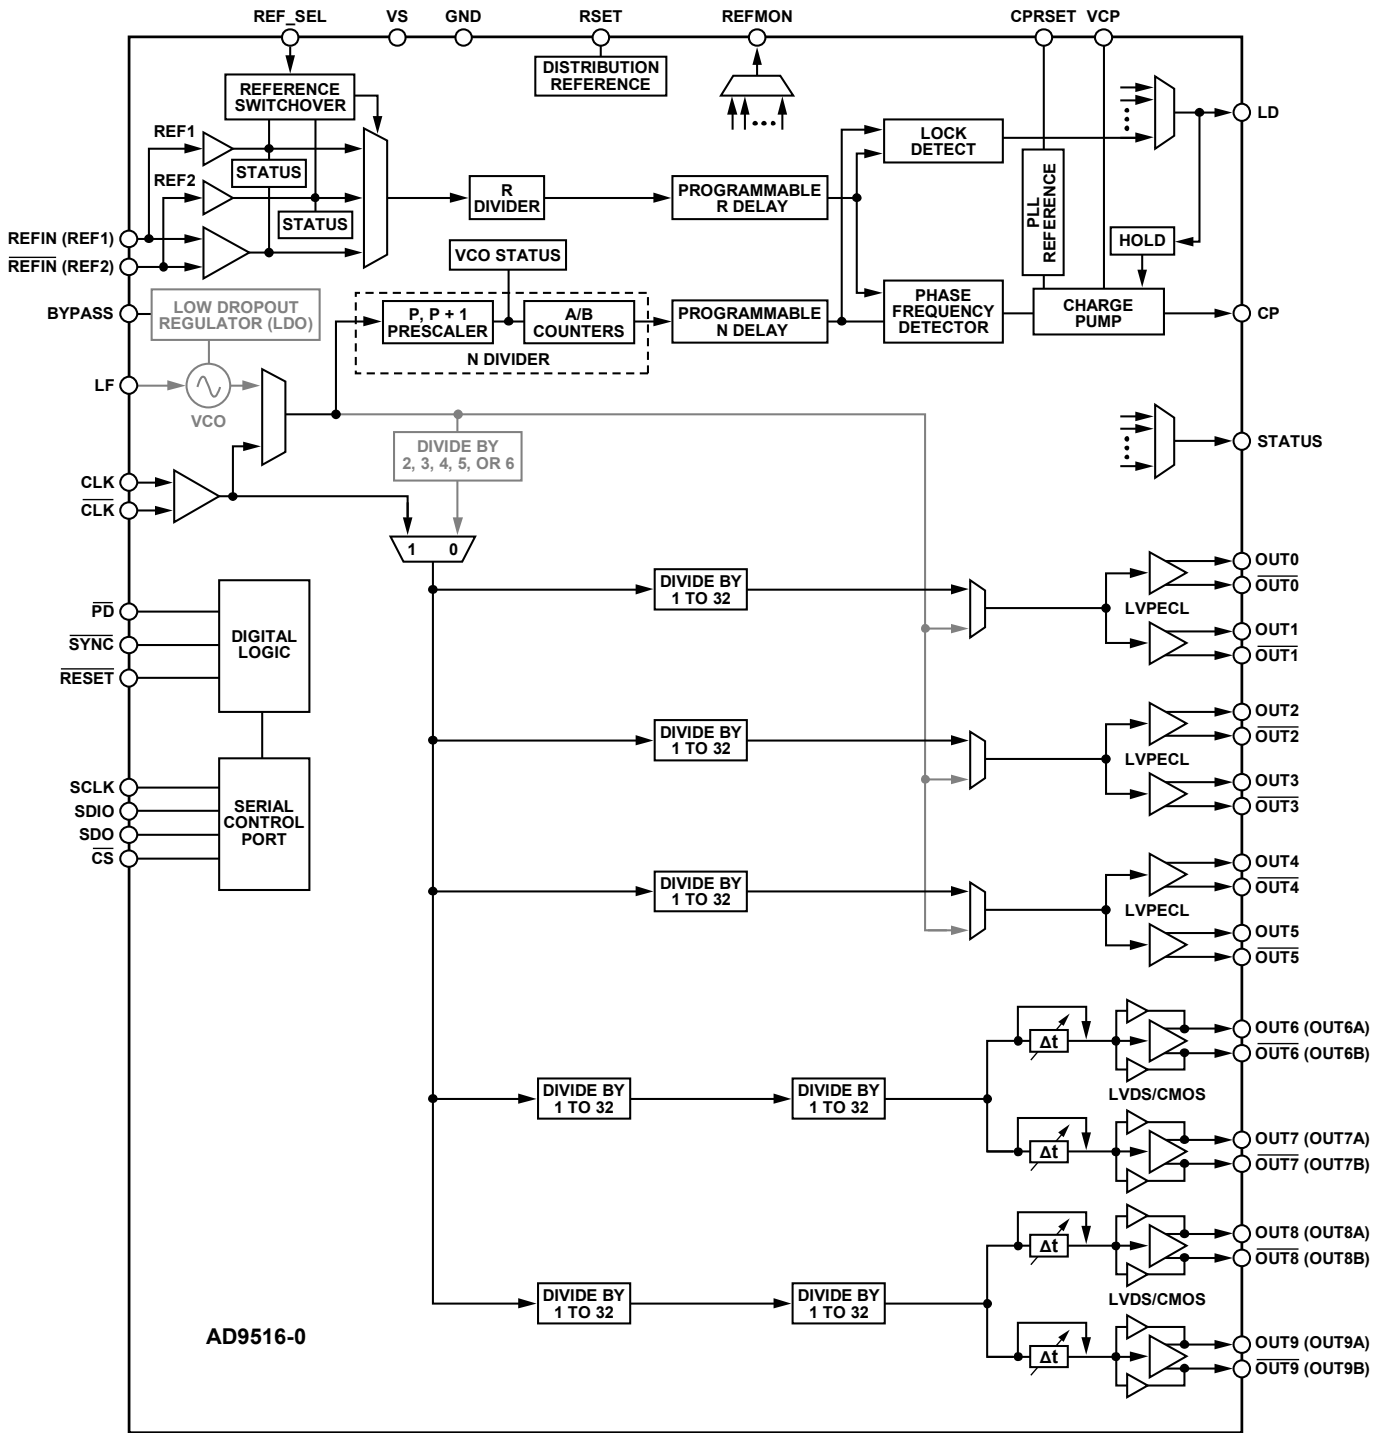 REF_SEL VS GND RSET REFMON CPRSET VCP
DISTRIBUTION
REFERENCE
REFERENCE
SWITCHOVER
REF1
STATUS
REF2
STATUS
REFIN (REF1)
REFIN (REF2)
BYPASS
LOW DROPOUT
REGULATOR (LDO)
LF
VCO
CLK
CLK
R
DIVIDER
VCO STATUS
P, P + 1
PRESCALER
A/B
COUNTERS
N DIVIDER
PROGRAMMABLE
R DELAY
PROGRAMMABLE
N DELAY
LOCK
DETECT
PLL
REFERENCE
PHASE
FREQUENCY
DETECTOR
HOLD
CHARGE
PUMP
LD
CP
STATUS
DIVIDE BY
2, 3, 4, 5, OR 6
1 0
PD
SYNC
RESET
DIGITAL
LOGIC
SCLK
SDIO
SDO
CS
SERIAL
CONTROL
PORT
DIVIDE BY
1 TO 32
LVPECL
OUT0
OUT0
OUT1
OUT1
DIVIDE BY
1 TO 32
LVPECL
OUT2
OUT2
OUT3
OUT3
DIVIDE BY
1 TO 32
LVPECL
OUT4
OUT4
OUT5
OUT5
DIVIDE BY
1 TO 32
DIVIDE BY
1 TO 32
Δt
Δt
LVDS/CMOS
OUT6 (OUT6A)
OUT6 (OUT6B)
OUT7 (OUT7A)
OUT7 (OUT7B)
DIVIDE BY
1 TO 32
DIVIDE BY
1 TO 32
Δt
Δt
LVDS/CMOS
OUT8 (OUT8A)
OUT8 (OUT8B)
OUT9 (OUT9A)
OUT9 (OUT9B)
AD9516-0